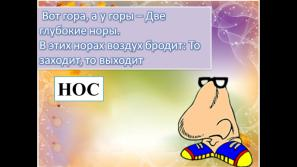 Вот гора, а у горы – Две
глубокие норы.
В этих норах воздух бродит: То
заходит, то выходит
НОС